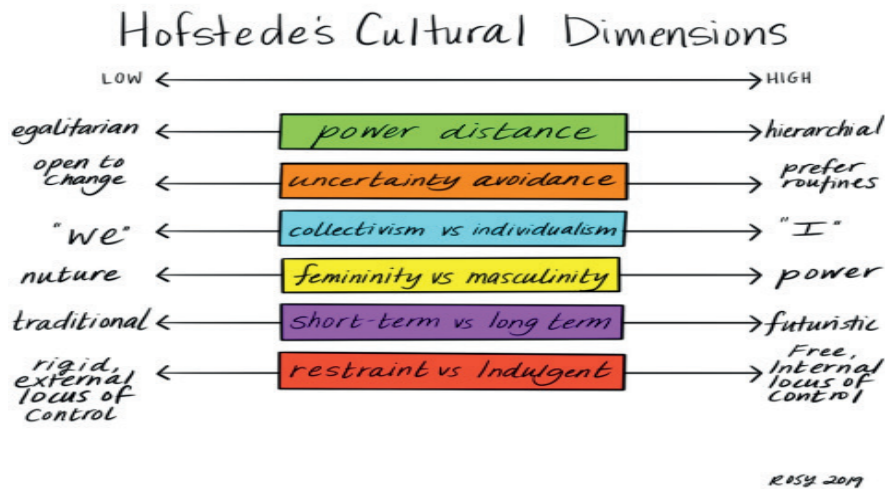 Hofstede's Cultural Dimensions
LOW HIGH
egalitarian power distance hierarchial
open to
change uncertainty avoidance prefer
routines
"we" collectivism vs individualism "I"
nuture femininity vs masculinity power
traditional short-term vs long term futuristic
rigid,
external
locus of
control restraint vs Indulgent Free,
Internal
locus of
control
ROSY 2019